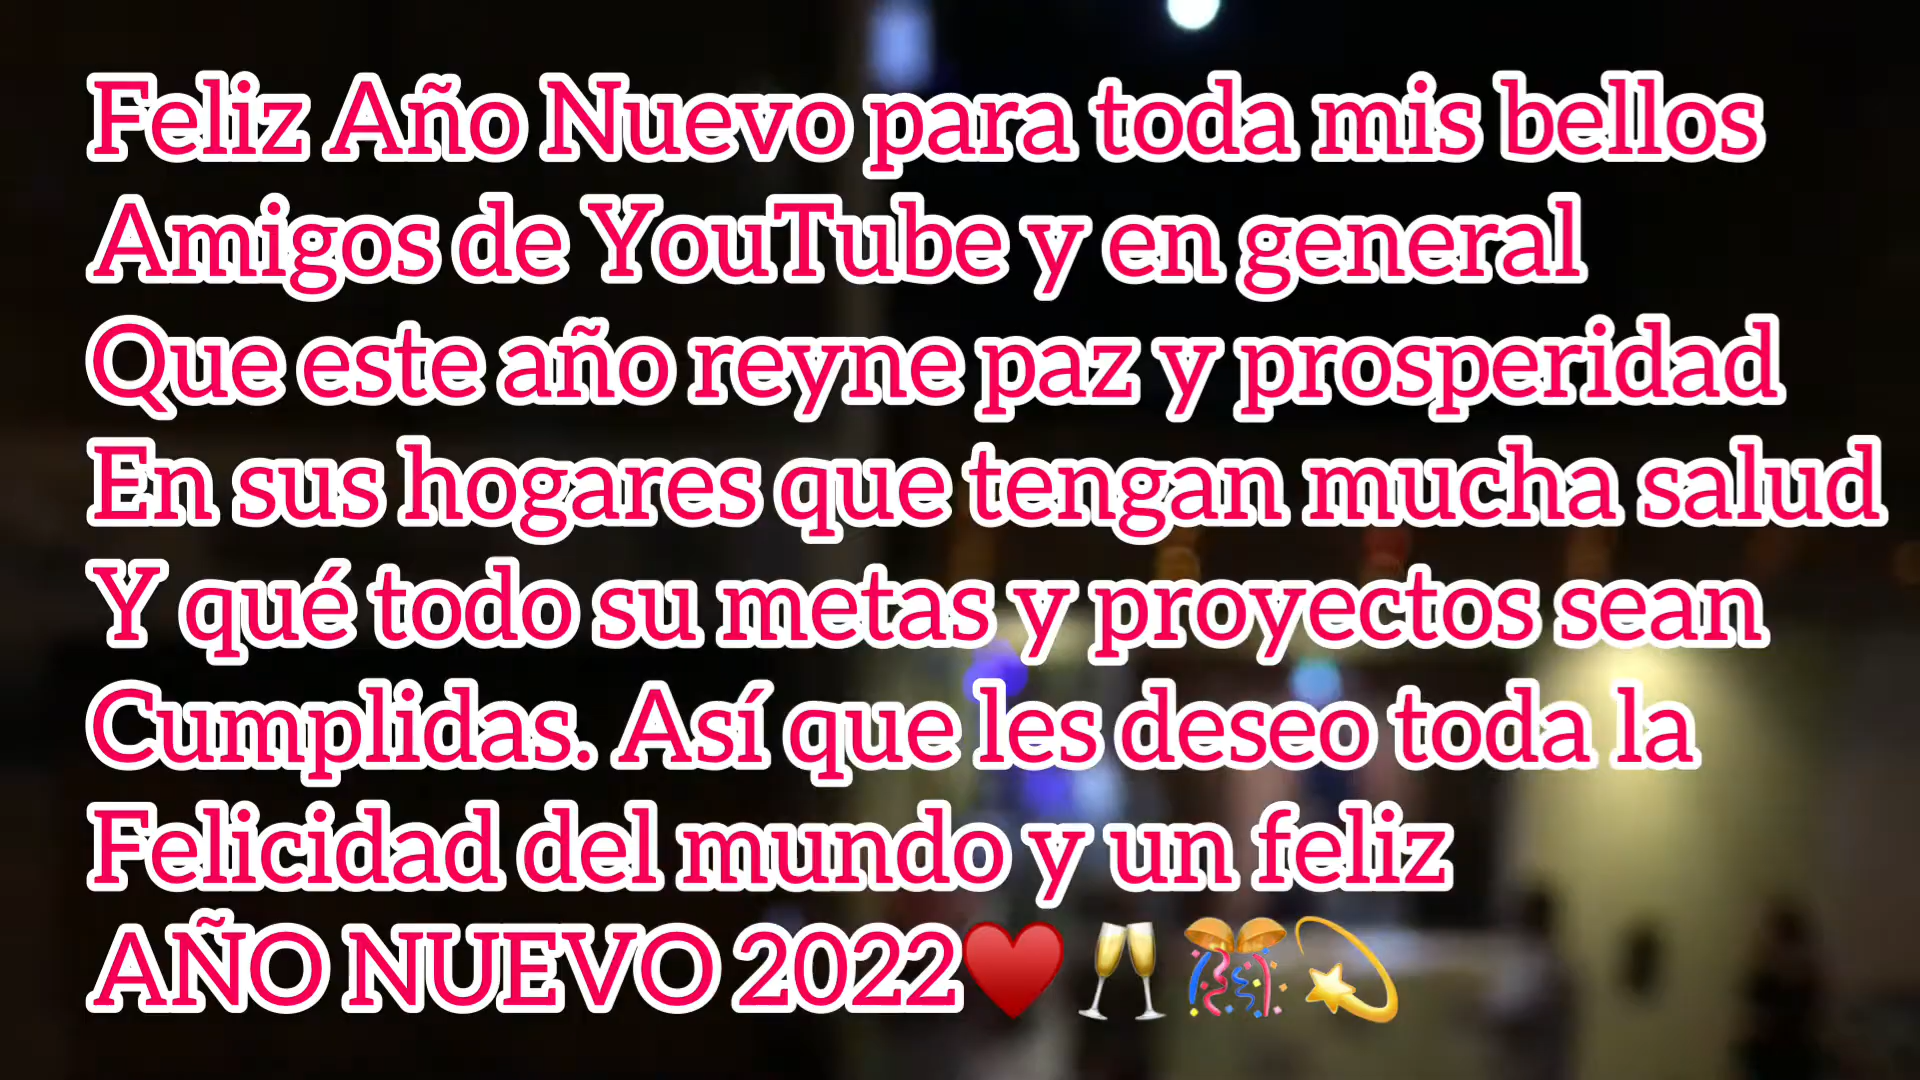 Feliz Año Nuevo para toda mis bellos
Amigos de YouTube y en general
Que este año reyne paz y prosperidad
En sus hogares que tengan mucha salud
Y qué todo su metas y proyectos sean
Cumplidas. Así que les deseo toda la
Felicidad del mundo y un feliz
AÑO NUEVO 2022♥️🥂🎊💫